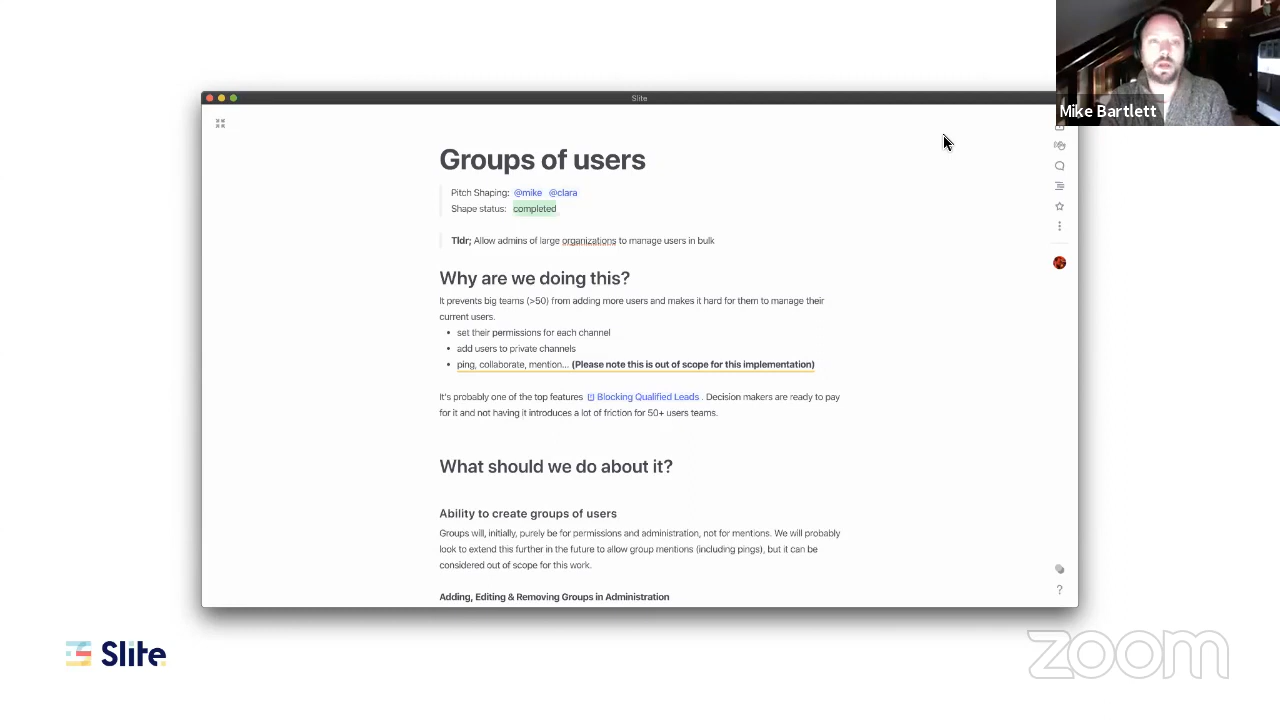 Slite
Mike Bartlett
Groups of users
Pitch Shaping: @mike @clara
Shape status: completed
Tldr; Allow admins of large organizations to manage users in bulk
Why are we doing this?
It prevents big teams (>50) from adding more users and makes it hard for them to manage their
current users.
• set their permissions for each channel
• add users to private channels
• ping, collaborate, mention... (Please note this is out of scope for this implementation)
It's probably one of the top features Blocking Qualified Leads . Decision makers are ready to pay
for it and not having it introduces a lot of friction for 50+ users teams.
What should we do about it?
Ability to create groups of users
Groups will, initially, purely be for permissions and administration, not for mentions. We will probably
look to extend this further in the future to allow group mentions (including pings), but it can be
considered out of scope for this work.
?
Adding, Editing & Removing Groups in Administration
Slite.
zoom